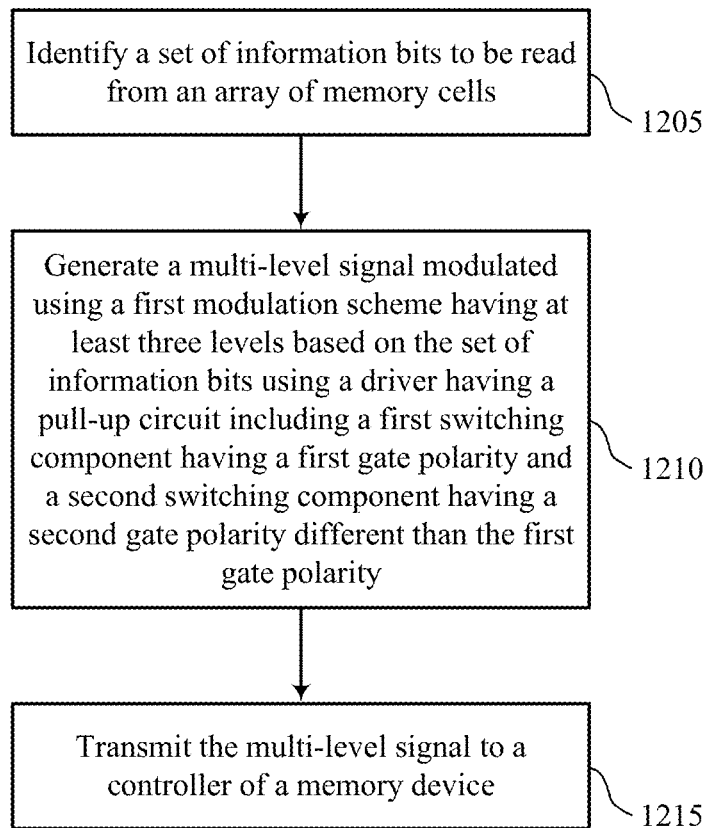 Identify a set of information bits to be read
from an array of memory cells
1205
Generate a multi-level signal modulated
using a first modulation scheme having at
least three levels based on the set of
information bits using a driver having a
pull-up circuit including a first switching
component having a first gate polarity and
a second switching component having a
second gate polarity different than the first
gate polarity
1210
Transmit the multi-level signal to a
controller of a memory device
1215